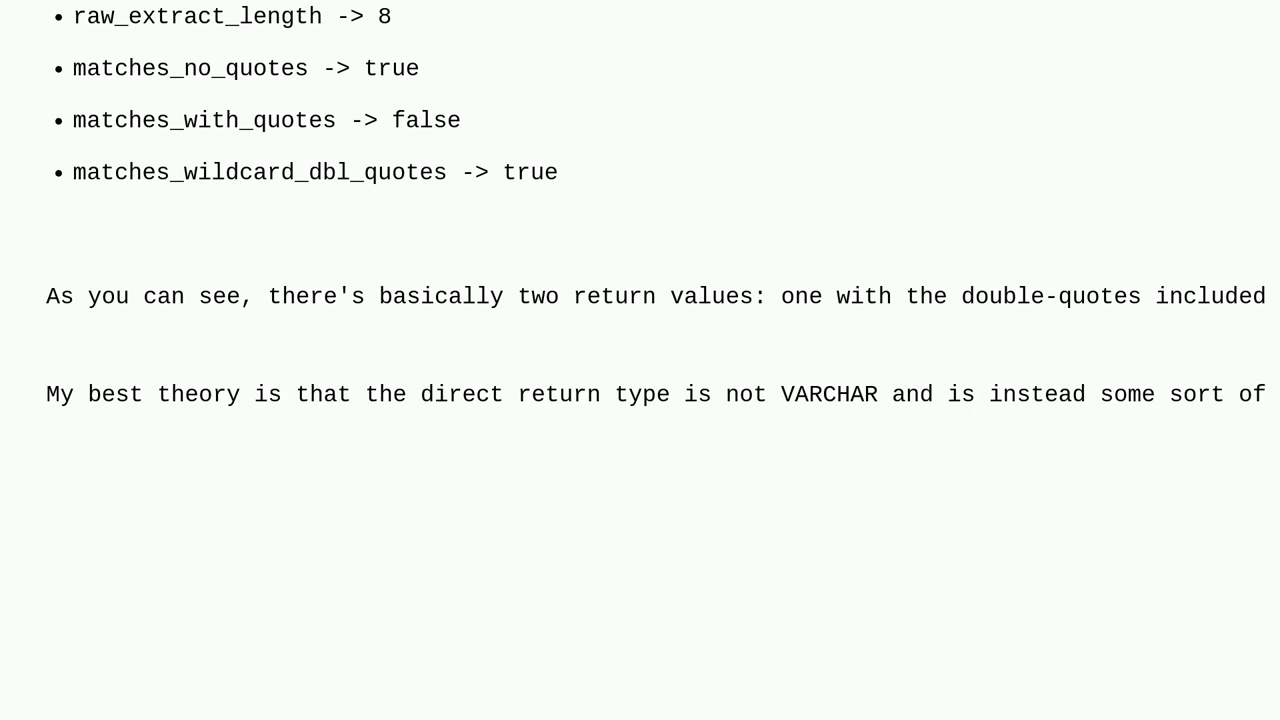 • raw_extract_length -> 8
• matches_no_quotes -> true
• matches_with_quotes -> false
• matches_wildcard_dbl_quotes -> true
As you can see, there's basically two return values: one with the double-quotes included
My best theory is that the direct return type is not VARCHAR and is instead some sort of